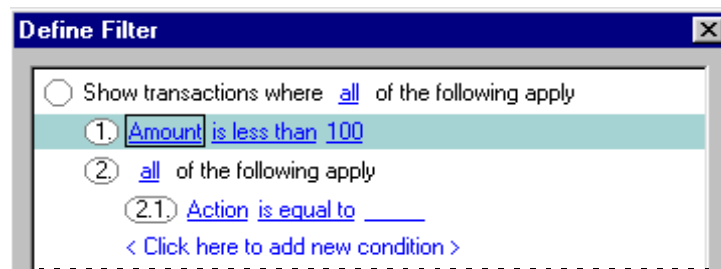 Define Filter
Show transactions where all of the following apply
1. Amount is less than 100
2. all of the following apply
2.1. Action is equal to _____
< Click here to add new condition >